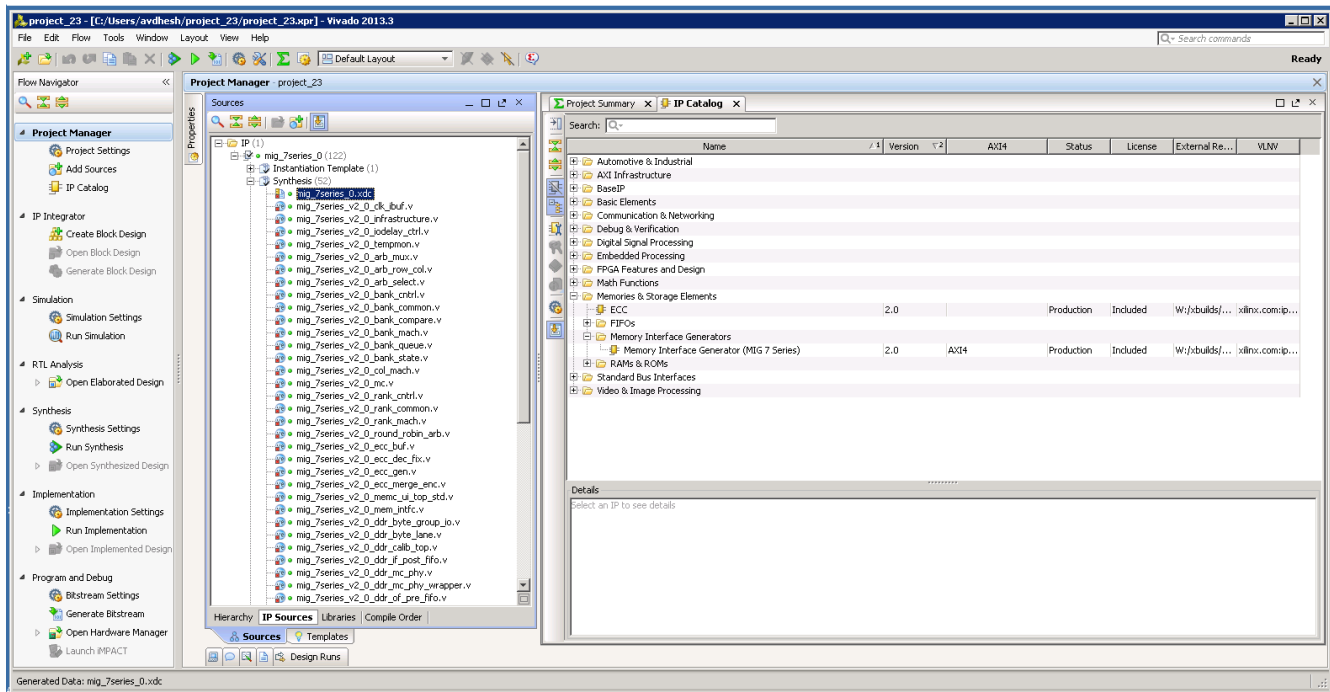 project_23 - [C:/Users/avdhesh/project_23/project_23.xpr] - Vivado 2013.3
File Edit Flow Tools Window Layout View Help
Search commands
Default Layout
Ready
Flow Navigator
Project Manager
Project Settings
Add Sources
IP Catalog
IP Integrator
Create Block Design
Open Block Design
Generate Block Design
Simulation
Simulation Settings
Run Simulation
RTL Analysis
Open Elaborated Design
Synthesis
Synthesis Settings
Run Synthesis
Open Synthesized Design
Implementation
Implementation Settings
Run Implementation
Open Implemented Design
Program and Debug
Bitstream Settings
Generate Bitstream
Open Hardware Manager
Launch iMPACT
Project Manager - project_23
Properties
Sources
IP (1)
mig_7series_0 (122)
Instantiation Template (1)
Synthesis (52)
mig_7series_0.xdc
mig_7series_v2_0_clk_ibuf.v
mig_7series_v2_0_infrastructure.v
mig_7series_v2_0_iodelay_ctrl.v
mig_7series_v2_0_tempmon.v
mig_7series_v2_0_arb_mux.v
mig_7series_v2_0_arb_row_col.v
mig_7series_v2_0_arb_select.v
mig_7series_v2_0_bank_cntrl.v
mig_7series_v2_0_bank_common.v
mig_7series_v2_0_bank_compare.v
mig_7series_v2_0_bank_mach.v
mig_7series_v2_0_bank_queue.v
mig_7series_v2_0_bank_state.v
mig_7series_v2_0_col_mach.v
mig_7series_v2_0_mc.v
mig_7series_v2_0_rank_cntrl.v
mig_7series_v2_0_rank_common.v
mig_7series_v2_0_rank_mach.v
mig_7series_v2_0_round_robin_arb.v
mig_7series_v2_0_ecc_buf.v
mig_7series_v2_0_ecc_dec_fix.v
mig_7series_v2_0_ecc_gen.v
mig_7series_v2_0_ecc_merge_enc.v
mig_7series_v2_0_memc_ui_top_std.v
mig_7series_v2_0_mem_intfc.v
mig_7series_v2_0_ddr_byte_group_io.v
mig_7series_v2_0_ddr_byte_lane.v
mig_7series_v2_0_ddr_calib_top.v
mig_7series_v2_0_ddr_if_post_fifo.v
mig_7series_v2_0_ddr_mc_phy.v
mig_7series_v2_0_ddr_mc_phy_wrapper.v
mig_7series_v2_0_ddr_of_pre_fifo.v
Hierarchy IP Sources Libraries Compile Order
Sources Templates
Design Runs
Project Summary IP Catalog
Search:
Name 1 Version 2 AXI4 Status License External Re... VLNV
Automotive & Industrial
AXI Infrastructure
BaseIP
Basic Elements
Communication & Networking
Debug & Verification
Digital Signal Processing
Embedded Processing
FPGA Features and Design
Math Functions
Memories & Storage Elements
ECC 2.0 Production Included W:/xbuilds/... xilinx.com:ip...
FIFOs
Memory Interface Generators
Memory Interface Generator (MIG 7 Series) 2.0 AXI4 Production Included W:/xbuilds/... xilinx.com:ip...
RAMs & ROMs
Standard Bus Interfaces
Video & Image Processing
Details
Select an IP to see details
Generated Data: mig_7series_0.xdc